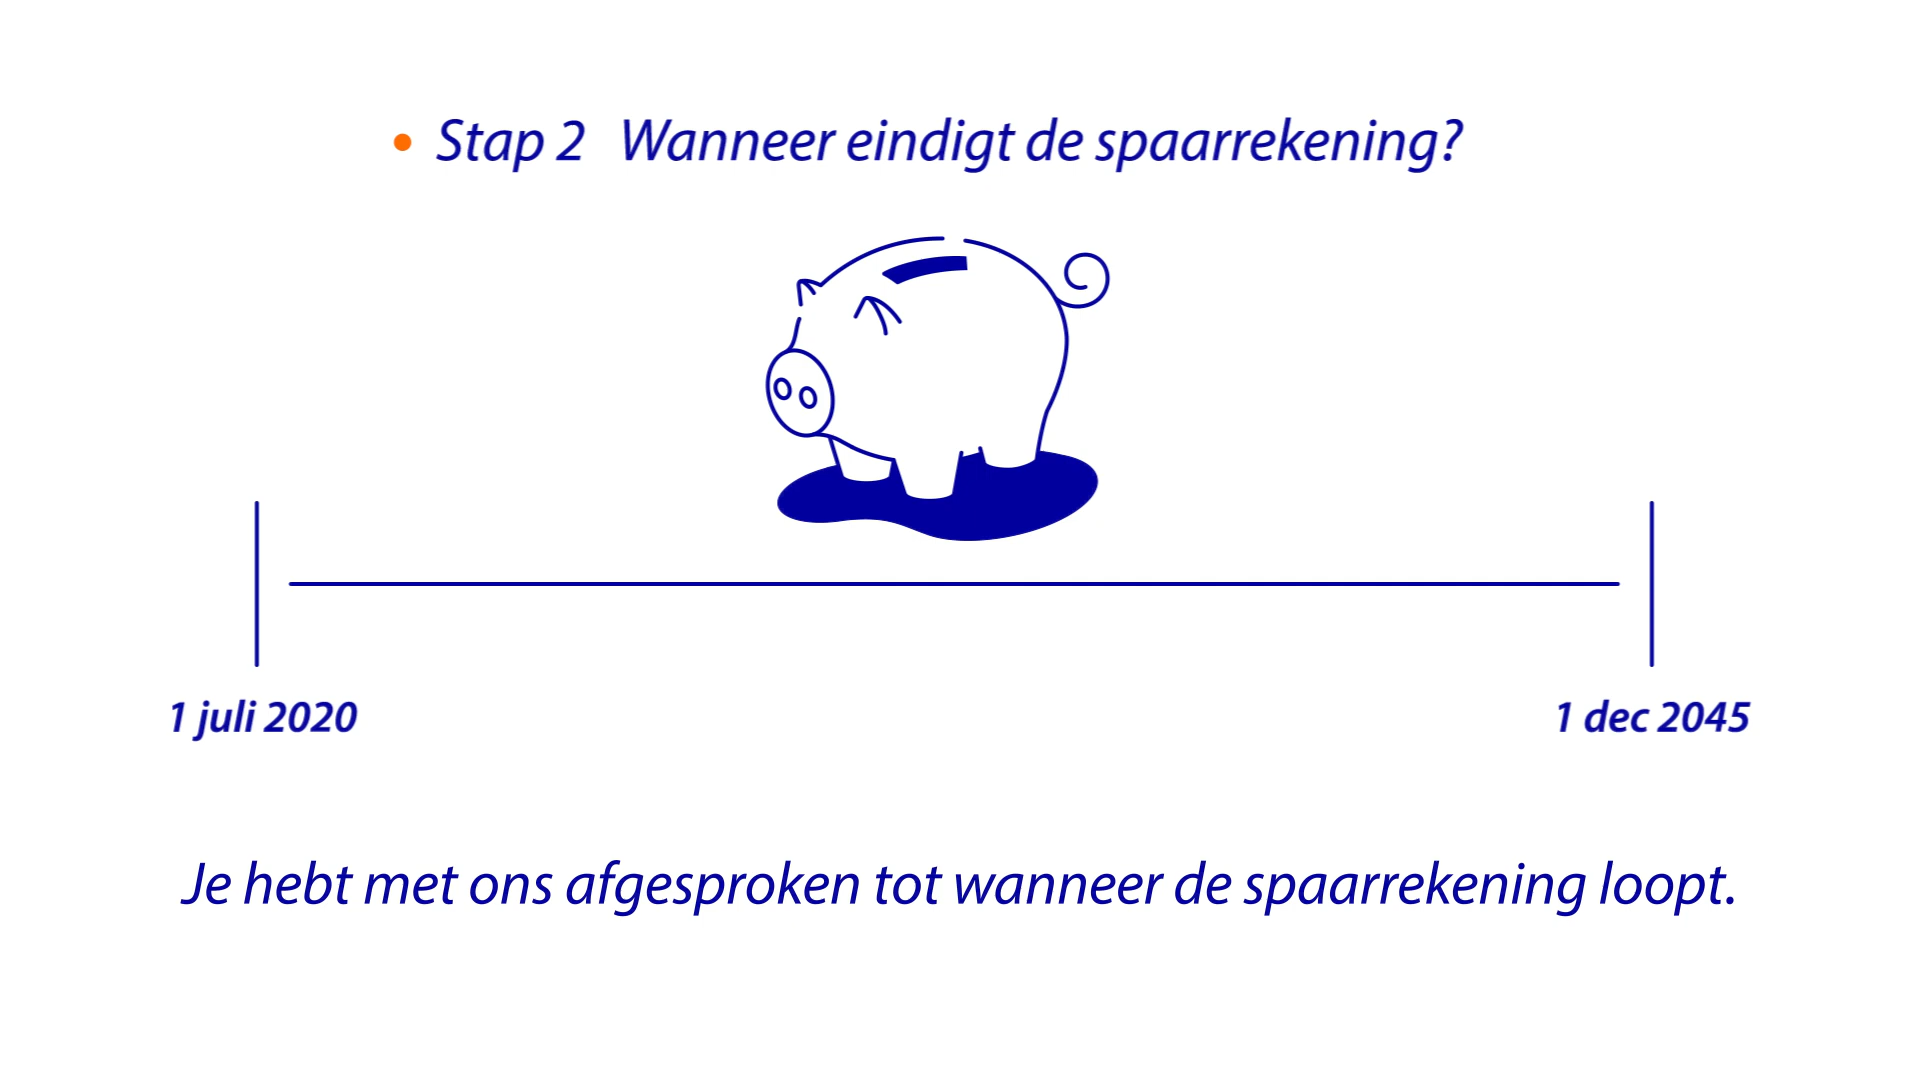 • Stap 2 Wanneer eindigt de spaarrekening?
1 juli 2020
1 dec 2045
Je hebt met ons afgesproken tot wanneer de spaarrekening loopt.